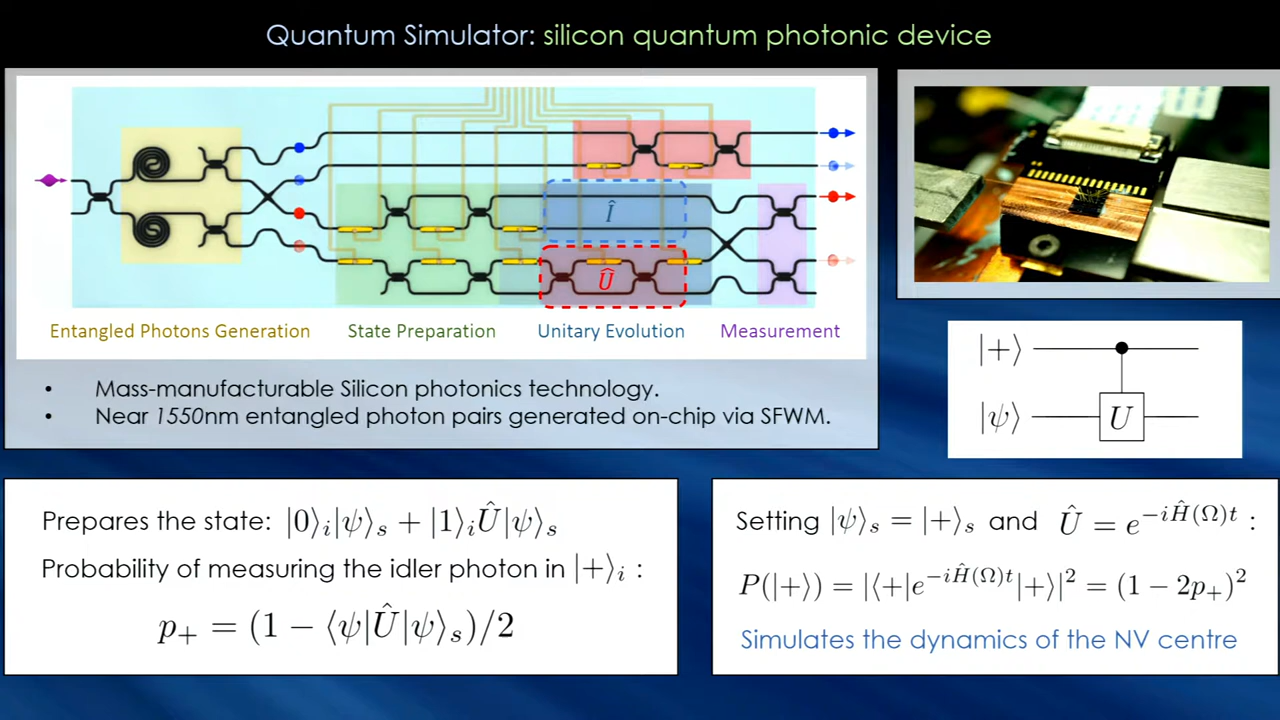 Quantum Simulator: silicon quantum photonic device
Î
Û
Entangled Photons Generation State Preparation Unitary Evolution Measurement
• Mass-manufacturable Silicon photonics technology.
• Near 1550nm entangled photon pairs generated on-chip via SFWM.
|+⟩
|ψ⟩ U
Prepares the state: |0⟩ᵢ|ψ⟩ₛ + |1⟩ᵢÛ|ψ⟩ₛ
Probability of measuring the idler photon in |+⟩ᵢ :
p₊ = (1 − ⟨ψ|Û|ψ⟩ₛ)/2
Setting |ψ⟩ₛ = |+⟩ₛ and Û = e^{−iĤ(Ω)t} :
P(|+⟩) = |⟨+|e^{−iĤ(Ω)t}|+⟩|² = (1 − 2p₊)²
Simulates the dynamics of the NV centre